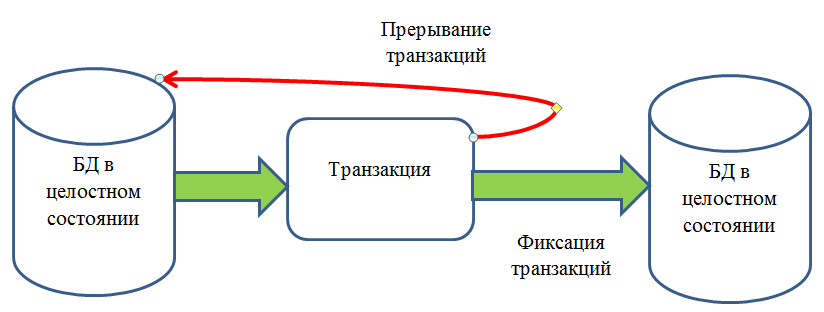 Прерывание
транзакций
БД в
целостном
состоянии
Транзакция
БД в
целостном
состоянии
Фиксация
транзакций